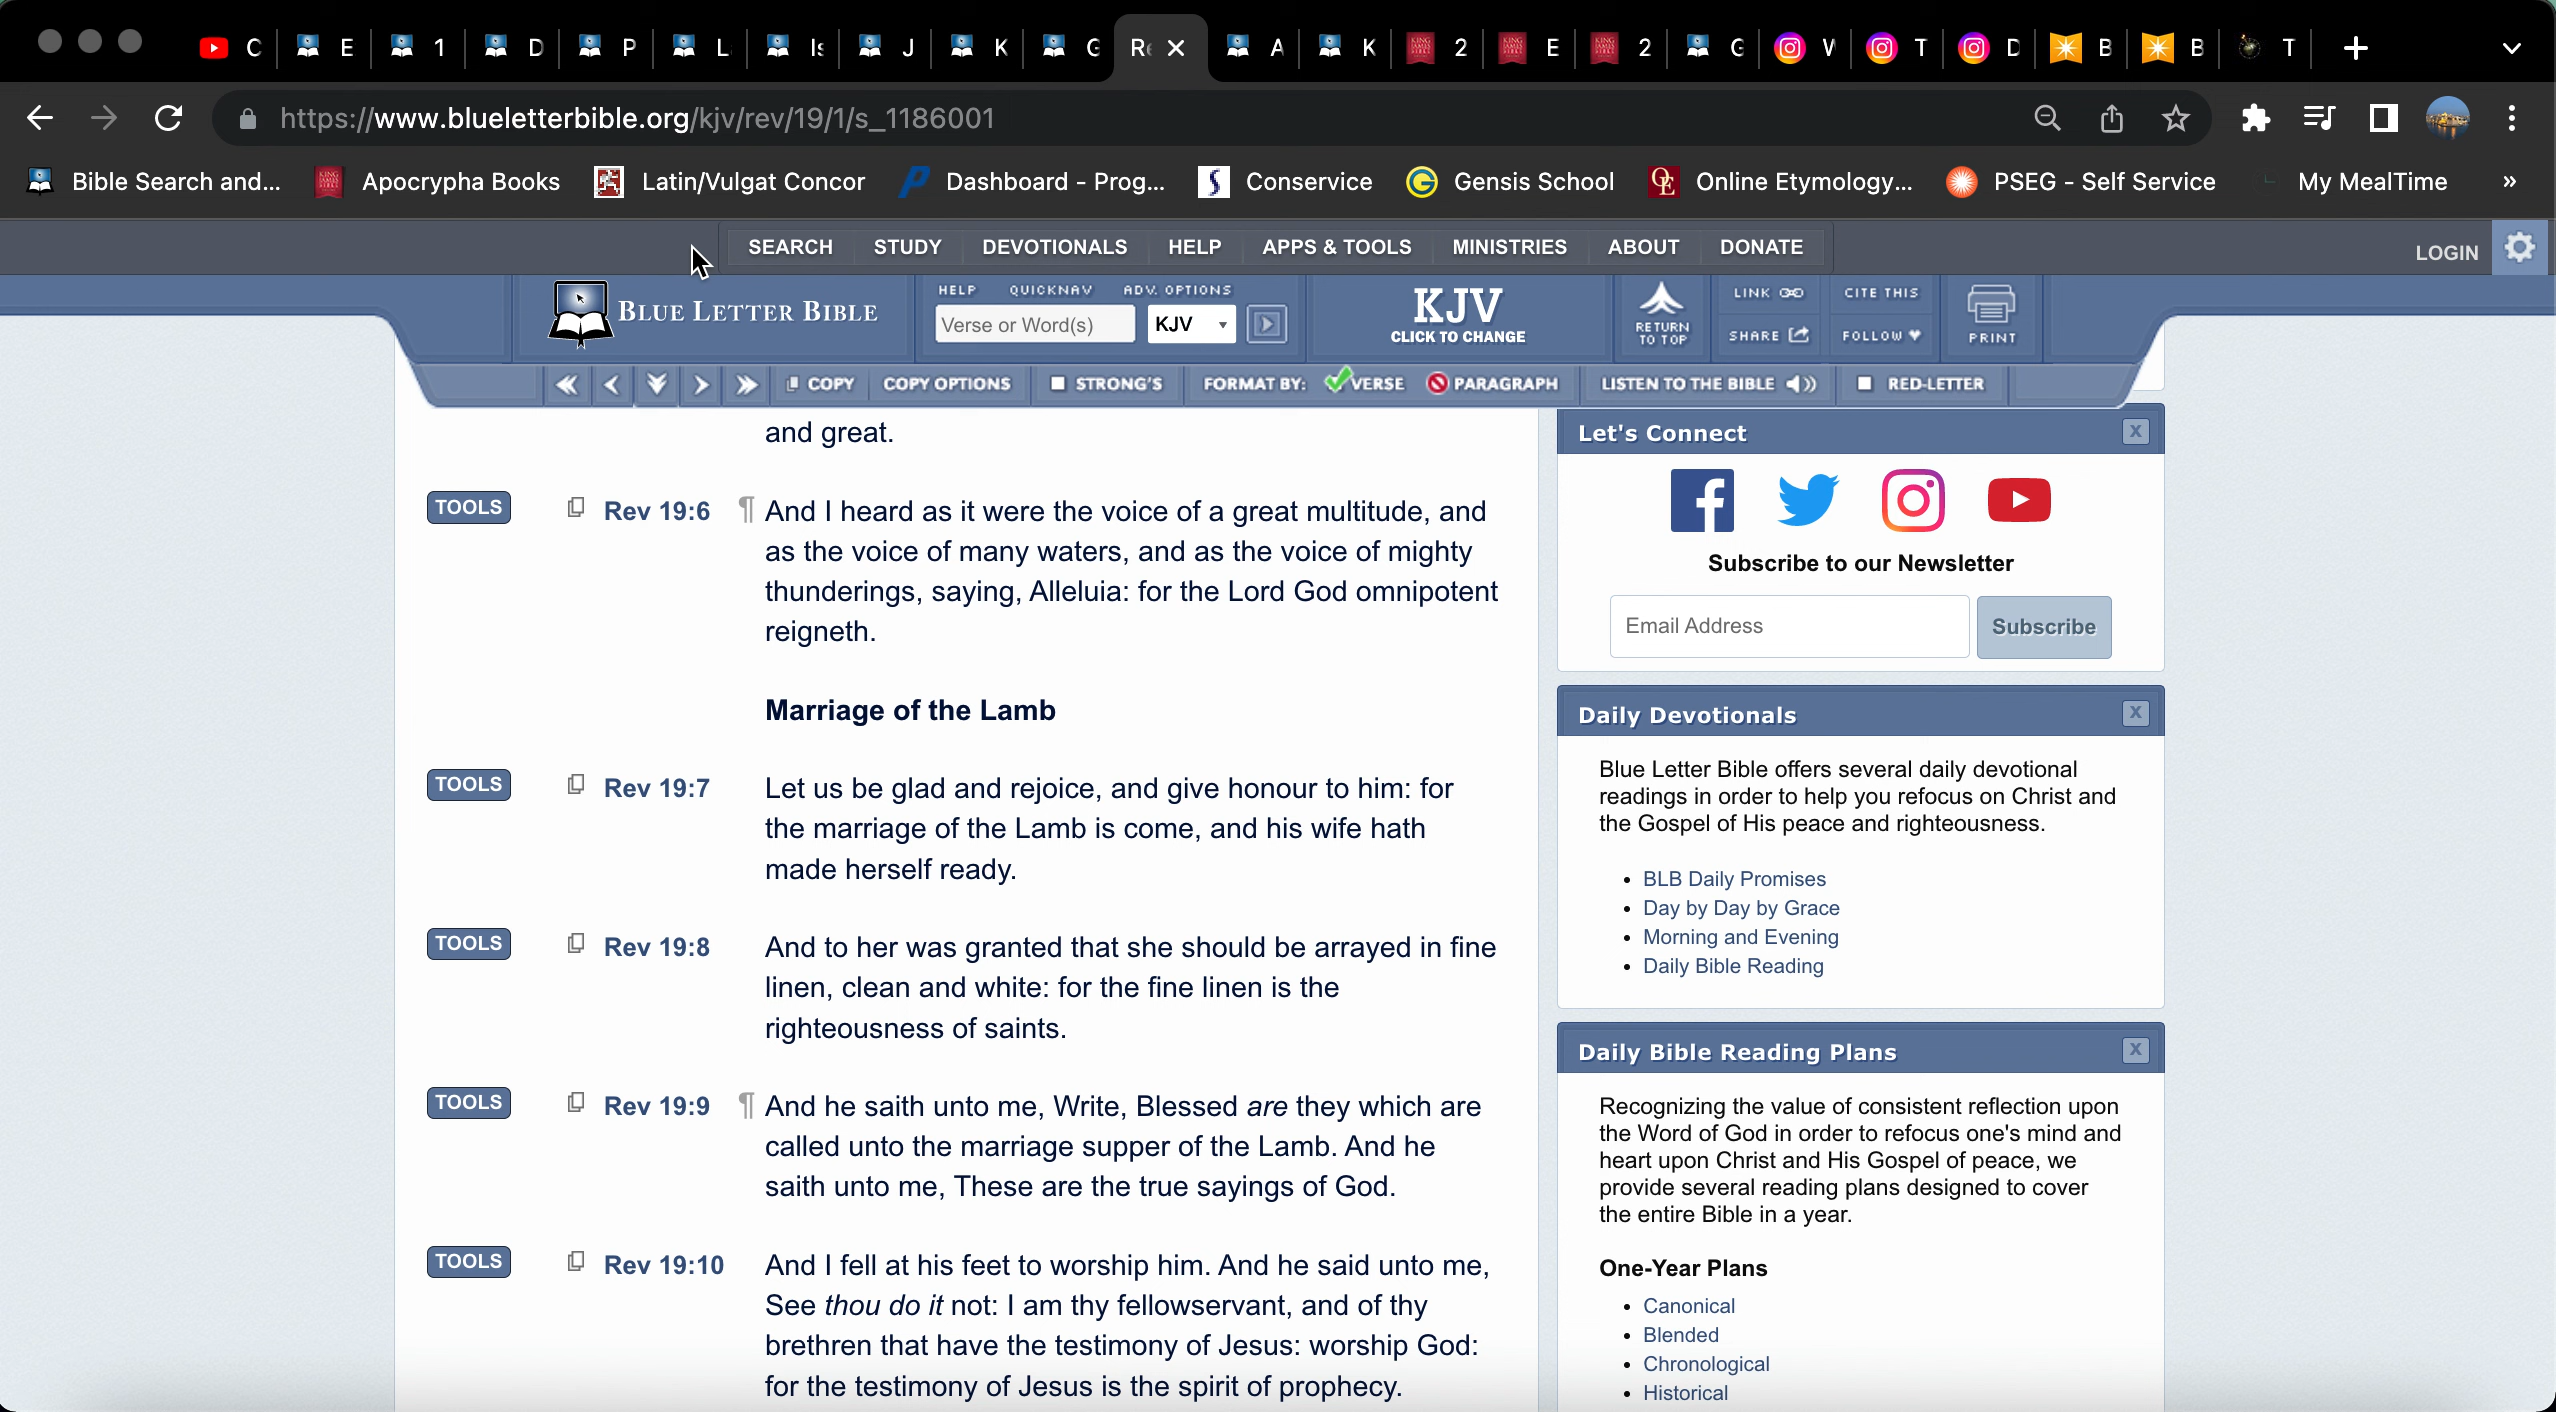 C E 1 D P L Is J K G Re A K 2 E 2 G V T D B B T
https://www.blueletterbible.org/kjv/rev/19/1/s_1186001
Bible Search and... Apocrypha Books Latin/Vulgat Concor Dashboard - Prog... Conservice Gensis School Online Etymology... PSEG - Self Service My MealTime »
SEARCH STUDY DEVOTIONALS HELP APPS & TOOLS MINISTRIES ABOUT DONATE LOGIN
HELP QUICKNAV ADV. OPTIONS
BLUE LETTER BIBLE
Verse or Word(s) KJV
KJV
CLICK TO CHANGE
RETURN
TO TOP
LINK CITE THIS
SHARE FOLLOW
PRINT
COPY COPY OPTIONS STRONG'S FORMAT BY: VERSE PARAGRAPH LISTEN TO THE BIBLE RED-LETTER
and great.
TOOLS Rev 19:6 ¶ And I heard as it were the voice of a great multitude, and
as the voice of many waters, and as the voice of mighty
thunderings, saying, Alleluia: for the Lord God omnipotent
reigneth.
Marriage of the Lamb
TOOLS Rev 19:7 Let us be glad and rejoice, and give honour to him: for
the marriage of the Lamb is come, and his wife hath
made herself ready.
TOOLS Rev 19:8 And to her was granted that she should be arrayed in fine
linen, clean and white: for the fine linen is the
righteousness of saints.
TOOLS Rev 19:9 ¶ And he saith unto me, Write, Blessed are they which are
called unto the marriage supper of the Lamb. And he
saith unto me, These are the true sayings of God.
TOOLS Rev 19:10 And I fell at his feet to worship him. And he said unto me,
See thou do it not: I am thy fellowservant, and of thy
brethren that have the testimony of Jesus: worship God:
for the testimony of Jesus is the spirit of prophecy.
Let's Connect X
Subscribe to our Newsletter
Email Address Subscribe
Daily Devotionals X
Blue Letter Bible offers several daily devotional
readings in order to help you refocus on Christ and
the Gospel of His peace and righteousness.
• BLB Daily Promises
• Day by Day by Grace
• Morning and Evening
• Daily Bible Reading
Daily Bible Reading Plans X
Recognizing the value of consistent reflection upon
the Word of God in order to refocus one's mind and
heart upon Christ and His Gospel of peace, we
provide several reading plans designed to cover
the entire Bible in a year.
One-Year Plans
• Canonical
• Blended
• Chronological
• Historical